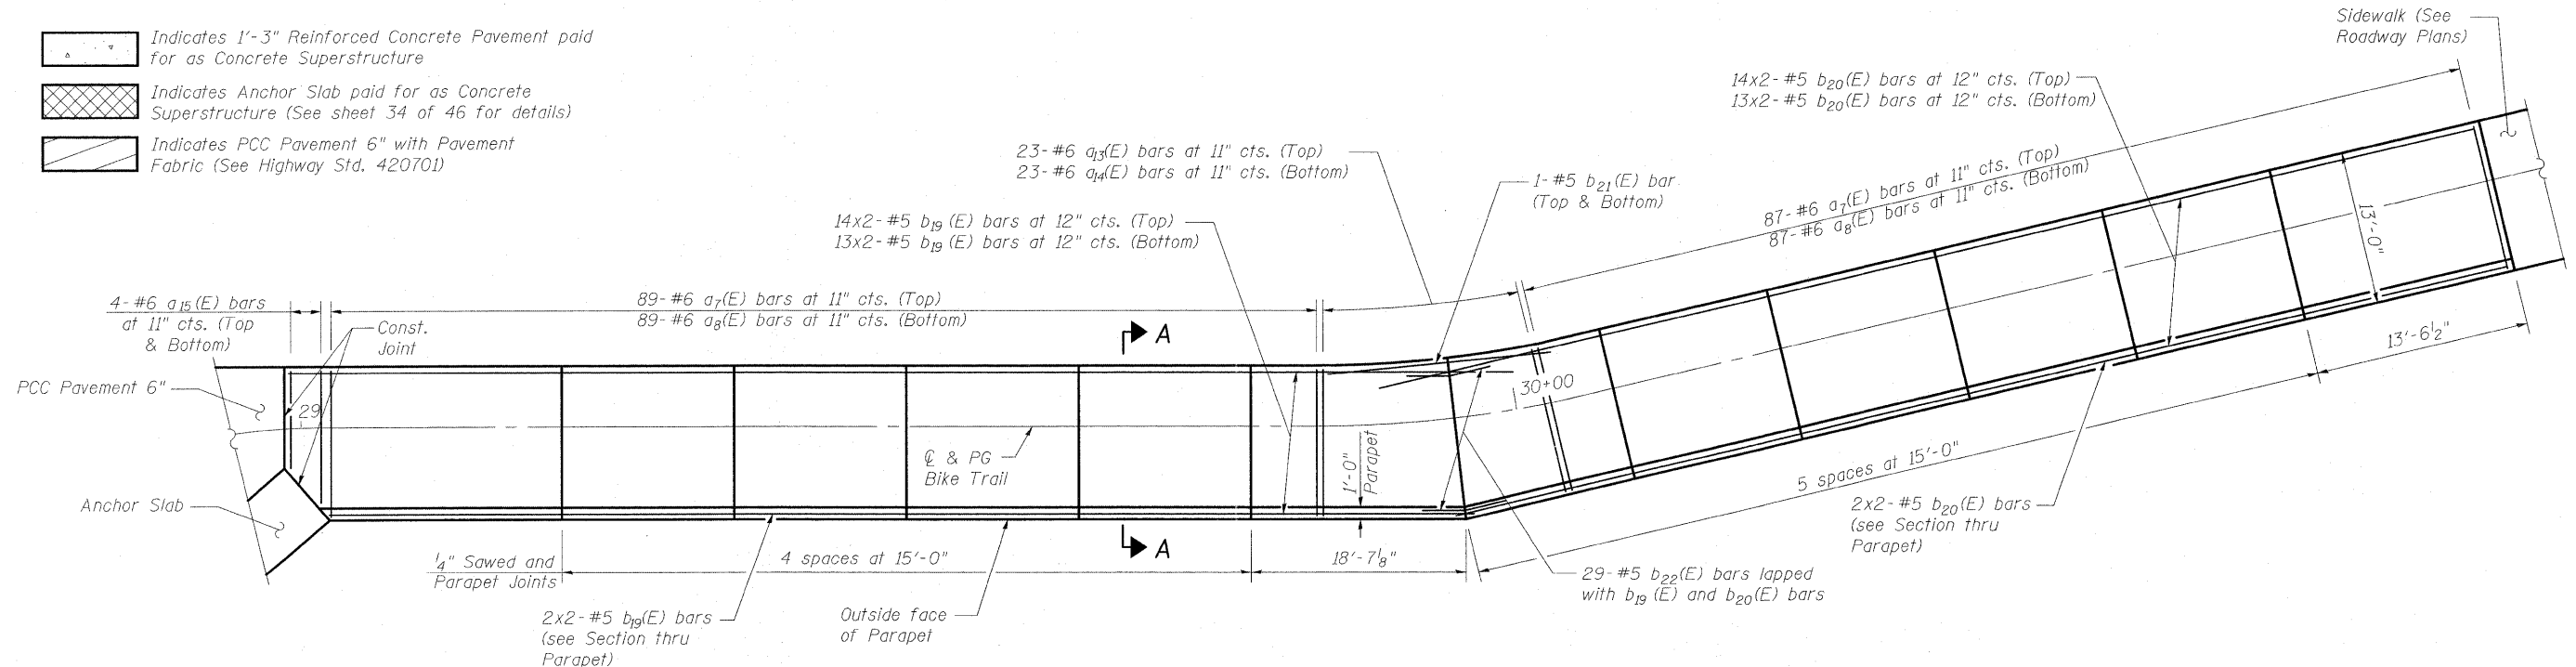 Indicates 1'-3" Reinforced Concrete Pavement paid
for as Concrete Superstructure
Indicates Anchor Slab paid for as Concrete
Superstructure (See sheet 34 of 46 for details)
Indicates PCC Pavement 6" with Pavement
Fabric (See Highway Std. 420701)
Sidewalk (See
Roadway Plans)
14x2-#5 b20(E) bars at 12" cts. (Top)
13x2-#5 b20(E) bars at 12" cts. (Bottom)
23-#6 a13(E) bars at 11" cts. (Top)
23-#6 a14(E) bars at 11" cts. (Bottom)
1-#5 b21(E) bar
(Top & Bottom)
87-#6 a7(E) bars at 11" cts. (Top)
87-#6 a8(E) bars at 11" cts. (Bottom)
13'-0"
14x2-#5 b19 (E) bars at 12" cts. (Top)
13x2-#5 b19 (E) bars at 12" cts. (Bottom)
4-#6 a15(E) bars
at 11" cts. (Top
& Bottom)
89-#6 a7(E) bars at 11" cts. (Top)
89-#6 a8(E) bars at 11" cts. (Bottom)
Const.
Joint
A
13'-6½"
PCC Pavement 6"
29
30+00
℄ & PG
Bike Trail
1'-0"
Parapet
5 spaces at 15'-0"
Anchor Slab
2x2-#5 b20(E) bars
(see Section thru
Parapet)
A
¼" Sawed and
Parapet Joints
4 spaces at 15'-0"
18'-7⅛"
29-#5 b22(E) bars lapped
with b19 (E) and b20(E) bars
2x2-#5 b19(E) bars
(see Section thru
Parapet)
Outside face
of Parapet